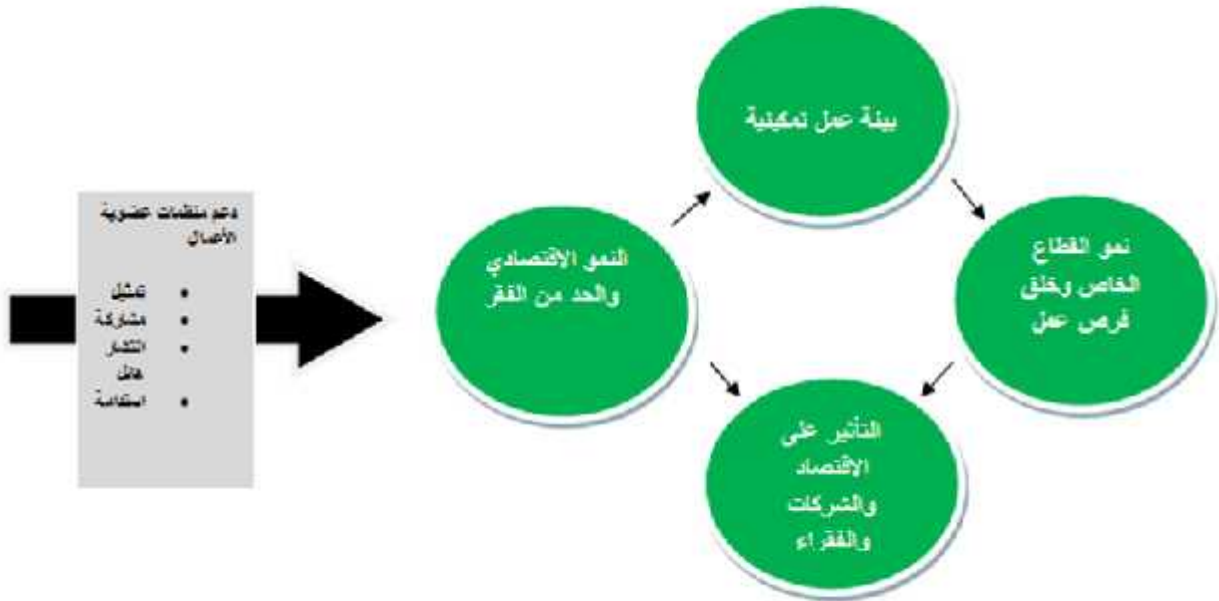 دعم منظمات عضوية
الأعمال
• تمثيل
• مشاركة
• انتشار
هائل
• استدامة
بيئة عمل تمكينية
النمو الاقتصادي
والحد من الفقر
نمو القطاع
الخاص وخلق
فرص عمل
التأثير على
الاقتصاد
والشركات
والفقراء